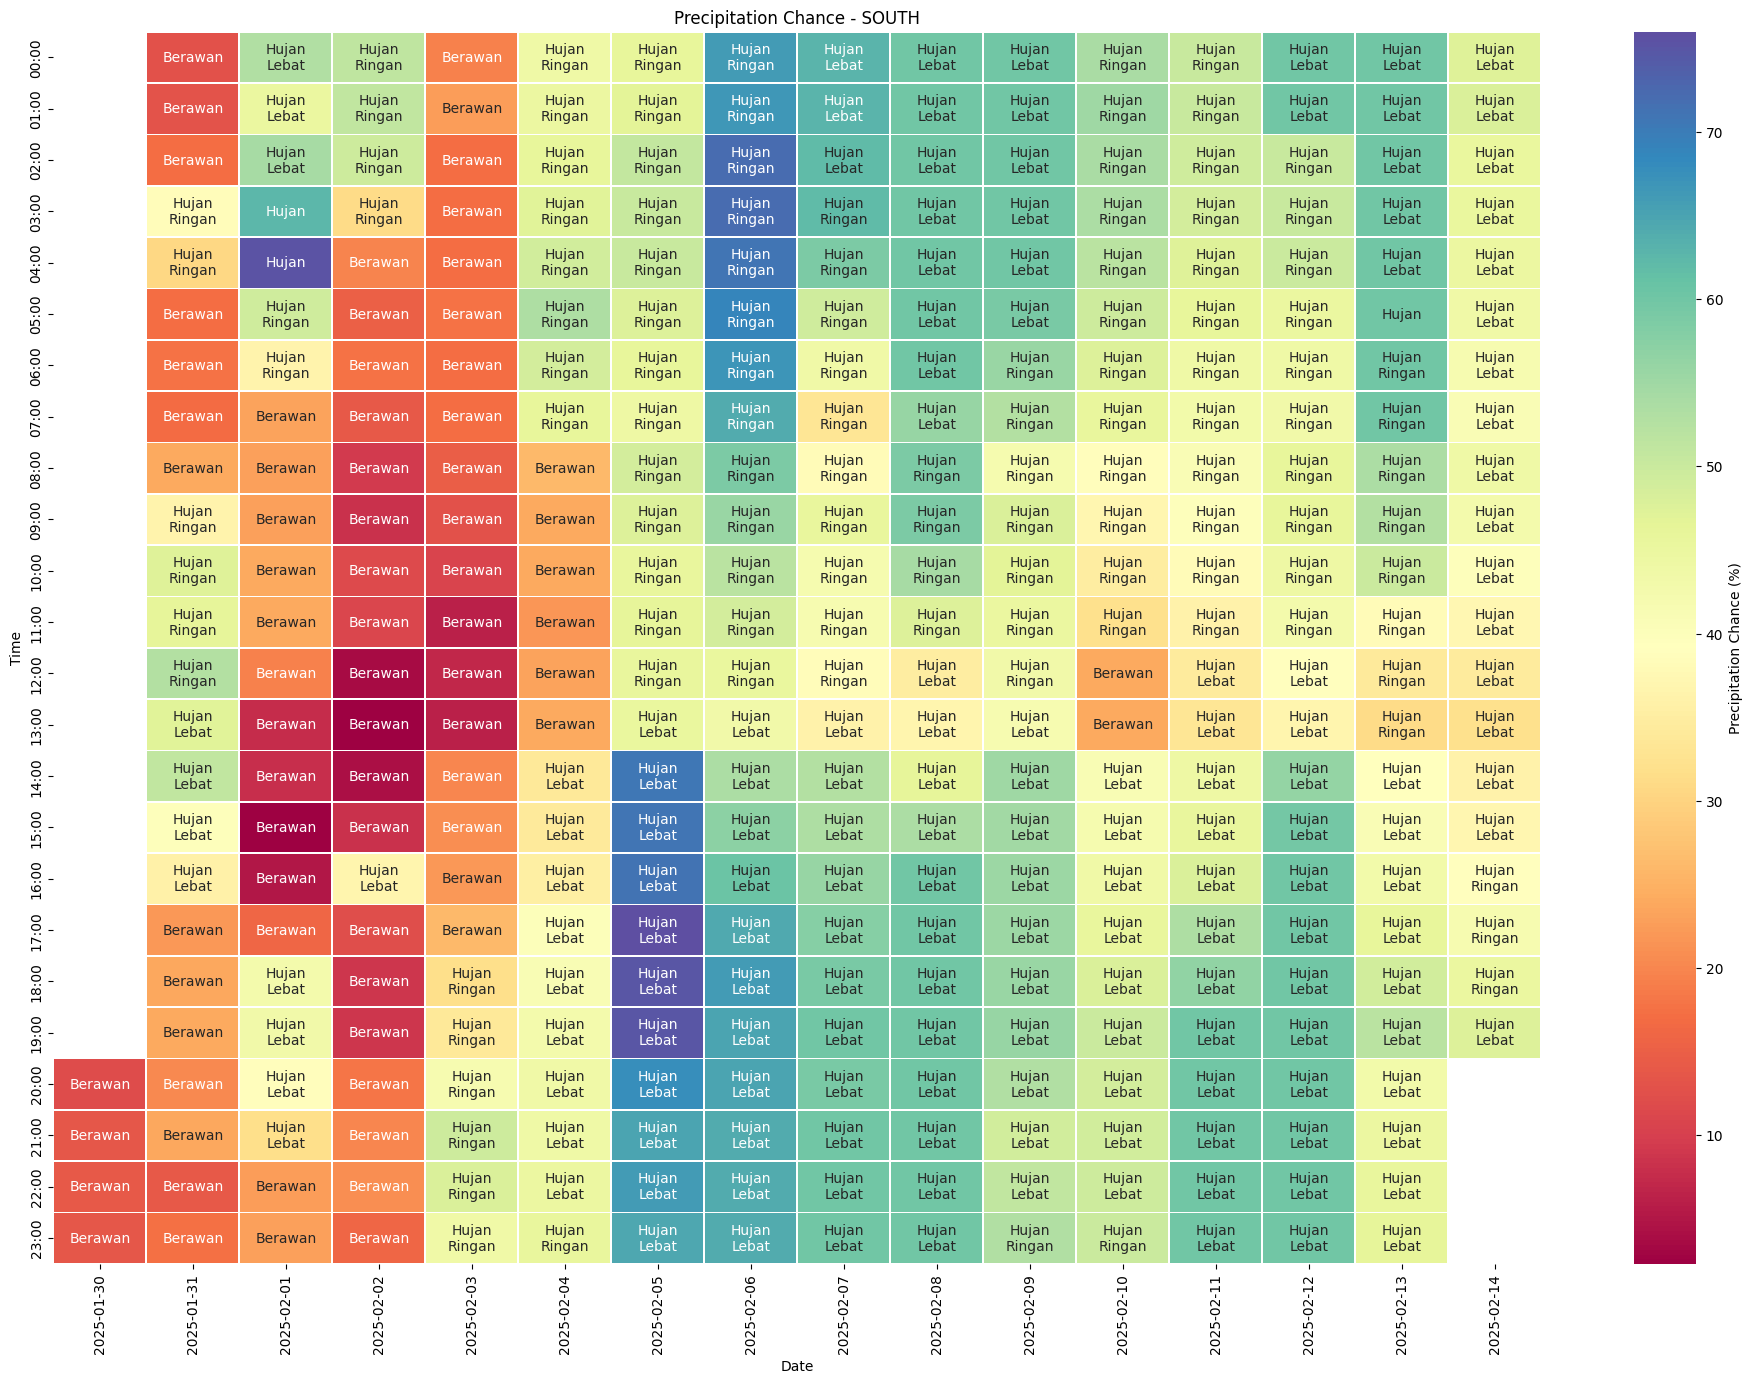 Precipitation Chance - SOUTH
00:00 Berawan Hujan Lebat Hujan Ringan Berawan Hujan Ringan Hujan Ringan Hujan Ringan Hujan Lebat Hujan Lebat Hujan Lebat Hujan Ringan Hujan Ringan Hujan Lebat Hujan Lebat Hujan Lebat
01:00 Berawan Hujan Lebat Hujan Ringan Berawan Hujan Ringan Hujan Ringan Hujan Ringan Hujan Lebat Hujan Lebat Hujan Lebat Hujan Ringan Hujan Ringan Hujan Lebat Hujan Lebat Hujan Lebat
02:00 Berawan Hujan Lebat Hujan Ringan Berawan Hujan Ringan Hujan Ringan Hujan Ringan Hujan Lebat Hujan Lebat Hujan Lebat Hujan Ringan Hujan Ringan Hujan Ringan Hujan Lebat Hujan Lebat
03:00 Hujan Ringan Hujan Hujan Ringan Berawan Hujan Ringan Hujan Ringan Hujan Ringan Hujan Ringan Hujan Lebat Hujan Lebat Hujan Ringan Hujan Ringan Hujan Ringan Hujan Lebat Hujan Lebat
04:00 Hujan Ringan Hujan Berawan Berawan Hujan Ringan Hujan Ringan Hujan Ringan Hujan Ringan Hujan Lebat Hujan Lebat Hujan Ringan Hujan Ringan Hujan Ringan Hujan Lebat Hujan Lebat
05:00 Berawan Hujan Ringan Berawan Berawan Hujan Ringan Hujan Ringan Hujan Ringan Hujan Ringan Hujan Lebat Hujan Lebat Hujan Ringan Hujan Ringan Hujan Ringan Hujan Hujan Lebat
06:00 Berawan Hujan Ringan Berawan Berawan Hujan Ringan Hujan Ringan Hujan Ringan Hujan Ringan Hujan Lebat Hujan Ringan Hujan Ringan Hujan Ringan Hujan Ringan Hujan Ringan Hujan Lebat
07:00 Berawan Berawan Berawan Berawan Hujan Ringan Hujan Ringan Hujan Ringan Hujan Ringan Hujan Lebat Hujan Ringan Hujan Ringan Hujan Ringan Hujan Ringan Hujan Ringan Hujan Lebat
08:00 Berawan Berawan Berawan Berawan Berawan Hujan Ringan Hujan Ringan Hujan Ringan Hujan Ringan Hujan Ringan Hujan Ringan Hujan Ringan Hujan Ringan Hujan Ringan Hujan Lebat
09:00 Hujan Ringan Berawan Berawan Berawan Berawan Hujan Ringan Hujan Ringan Hujan Ringan Hujan Ringan Hujan Ringan Hujan Ringan Hujan Ringan Hujan Ringan Hujan Ringan Hujan Lebat
10:00 Hujan Ringan Berawan Berawan Berawan Berawan Hujan Ringan Hujan Ringan Hujan Ringan Hujan Ringan Hujan Ringan Hujan Ringan Hujan Ringan Hujan Ringan Hujan Ringan Hujan Lebat
11:00 Hujan Ringan Berawan Berawan Berawan Berawan Hujan Ringan Hujan Ringan Hujan Ringan Hujan Ringan Hujan Ringan Hujan Ringan Hujan Ringan Hujan Ringan Hujan Ringan Hujan Lebat
12:00 Hujan Ringan Berawan Berawan Berawan Berawan Hujan Ringan Hujan Ringan Hujan Ringan Hujan Lebat Hujan Ringan Berawan Hujan Lebat Hujan Lebat Hujan Ringan Hujan Lebat
13:00 Hujan Lebat Berawan Berawan Berawan Berawan Hujan Lebat Hujan Lebat Hujan Lebat Hujan Lebat Hujan Lebat Berawan Hujan Lebat Hujan Lebat Hujan Ringan Hujan Lebat
14:00 Hujan Lebat Berawan Berawan Berawan Hujan Lebat Hujan Lebat Hujan Lebat Hujan Lebat Hujan Lebat Hujan Lebat Hujan Lebat Hujan Lebat Hujan Lebat Hujan Lebat Hujan Lebat
15:00 Hujan Lebat Berawan Berawan Berawan Hujan Lebat Hujan Lebat Hujan Lebat Hujan Lebat Hujan Lebat Hujan Lebat Hujan Lebat Hujan Lebat Hujan Lebat Hujan Lebat Hujan Lebat
16:00 Hujan Lebat Berawan Hujan Lebat Berawan Hujan Lebat Hujan Lebat Hujan Lebat Hujan Lebat Hujan Lebat Hujan Lebat Hujan Lebat Hujan Lebat Hujan Lebat Hujan Lebat Hujan Ringan
17:00 Berawan Berawan Berawan Berawan Hujan Lebat Hujan Lebat Hujan Lebat Hujan Lebat Hujan Lebat Hujan Lebat Hujan Lebat Hujan Lebat Hujan Lebat Hujan Lebat Hujan Ringan
18:00 Berawan Hujan Lebat Berawan Hujan Ringan Hujan Lebat Hujan Lebat Hujan Lebat Hujan Lebat Hujan Lebat Hujan Lebat Hujan Lebat Hujan Lebat Hujan Lebat Hujan Lebat Hujan Ringan
19:00 Berawan Hujan Lebat Berawan Hujan Ringan Hujan Lebat Hujan Lebat Hujan Lebat Hujan Lebat Hujan Lebat Hujan Lebat Hujan Lebat Hujan Lebat Hujan Lebat Hujan Lebat Hujan Lebat
20:00 Berawan Berawan Hujan Lebat Berawan Hujan Ringan Hujan Lebat Hujan Lebat Hujan Lebat Hujan Lebat Hujan Lebat Hujan Lebat Hujan Lebat Hujan Lebat Hujan Lebat Hujan Lebat
21:00 Berawan Berawan Hujan Lebat Berawan Hujan Ringan Hujan Lebat Hujan Lebat Hujan Lebat Hujan Lebat Hujan Lebat Hujan Lebat Hujan Lebat Hujan Lebat Hujan Lebat Hujan Lebat
22:00 Berawan Berawan Berawan Berawan Hujan Ringan Hujan Lebat Hujan Lebat Hujan Lebat Hujan Lebat Hujan Lebat Hujan Lebat Hujan Lebat Hujan Lebat Hujan Lebat Hujan Lebat
23:00 Berawan Berawan Berawan Berawan Hujan Ringan Hujan Ringan Hujan Lebat Hujan Lebat Hujan Lebat Hujan Lebat Hujan Ringan Hujan Ringan Hujan Lebat Hujan Lebat Hujan Lebat
2025-01-30 2025-01-31 2025-02-01 2025-02-02 2025-02-03 2025-02-04 2025-02-05 2025-02-06 2025-02-07 2025-02-08 2025-02-09 2025-02-10 2025-02-11 2025-02-12 2025-02-13 2025-02-14
Date
Time
70
60
50
40
30
20
10
Precipitation Chance (%)